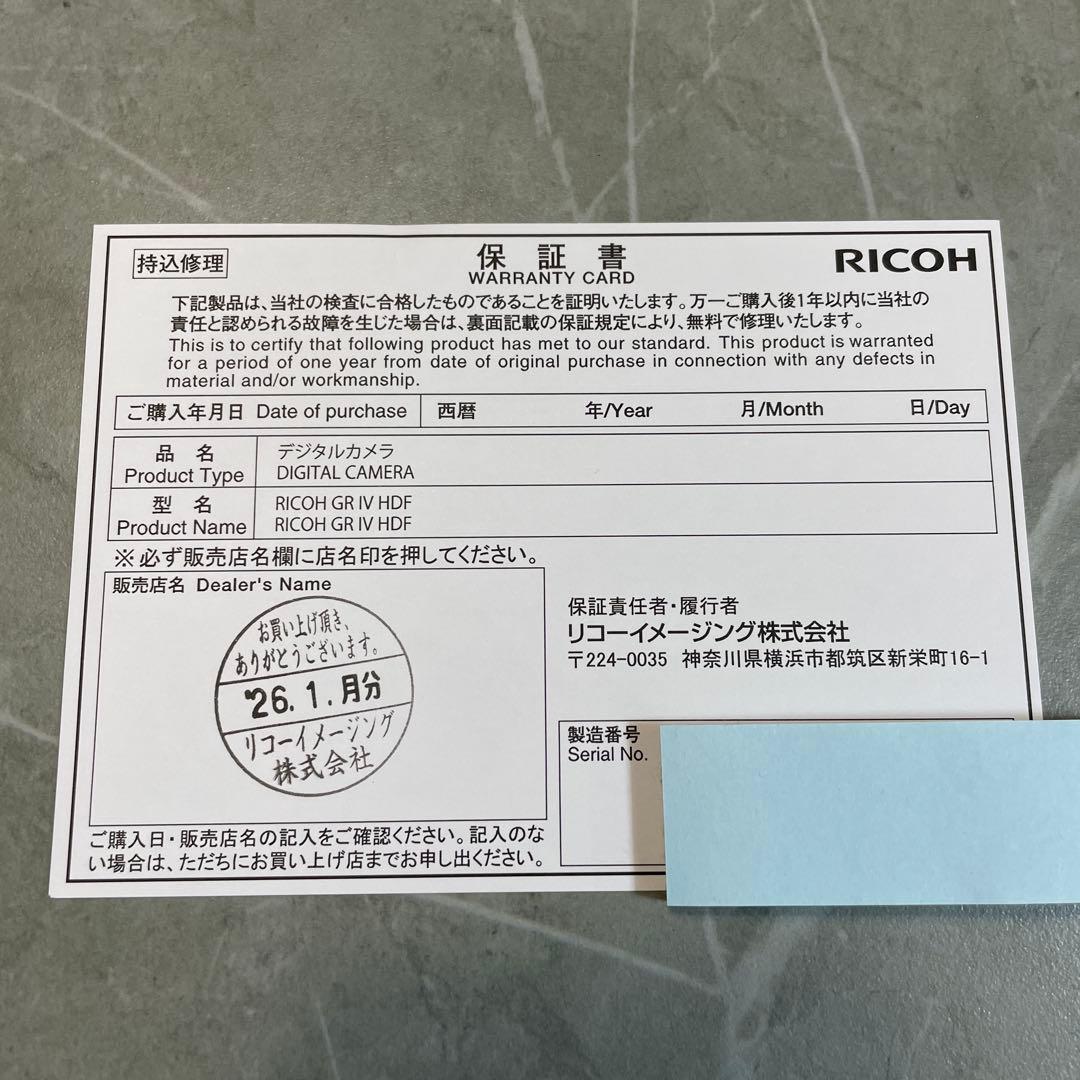 持込修理
保証書
WARRANTY CARD
RICOH
下記製品は、当社の検査に合格したものであることを証明いたします。万一ご購入後1年以内に当社の
責任と認められる故障を生じた場合は、裏面記載の保証規定により、無料で修理いたします。
This is to certify that following product has met to our standard. This product is warranted
for a period of one year from date of original purchase in connection with any defects in
material and/or workmanship.
ご購入年月日 Date of purchase 西暦 年/Year 月/Month 日/Day
品名 デジタルカメラ
Product Type DIGITAL CAMERA
型名 RICOH GR IV HDF
Product Name RICOH GR IV HDF
※必ず販売店名欄に店名印を押してください。
販売店名 Dealer's Name
お買い上げ頂き、
ありがとうございます。
'26.1.月分
リコーイメージング
株式会社
保証責任者・履行者
リコーイメージング株式会社
〒224-0035 神奈川県横浜市都筑区新栄町16-1
製造番号
Serial No.
ご購入日・販売店名の記入をご確認ください。記入のな
い場合は、ただちにお買い上げ店までお申し出ください。